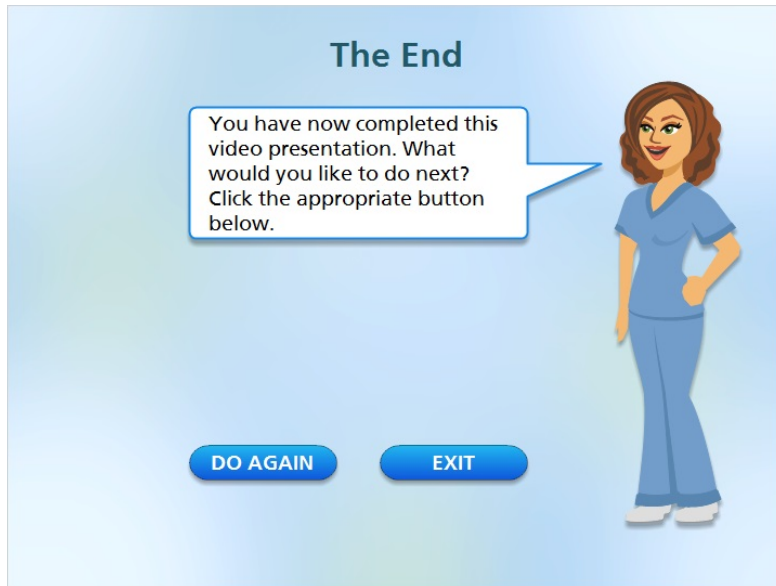 The End
You have now completed this
video presentation. What
would you like to do next?
Click the appropriate button
below.
DO AGAIN
EXIT